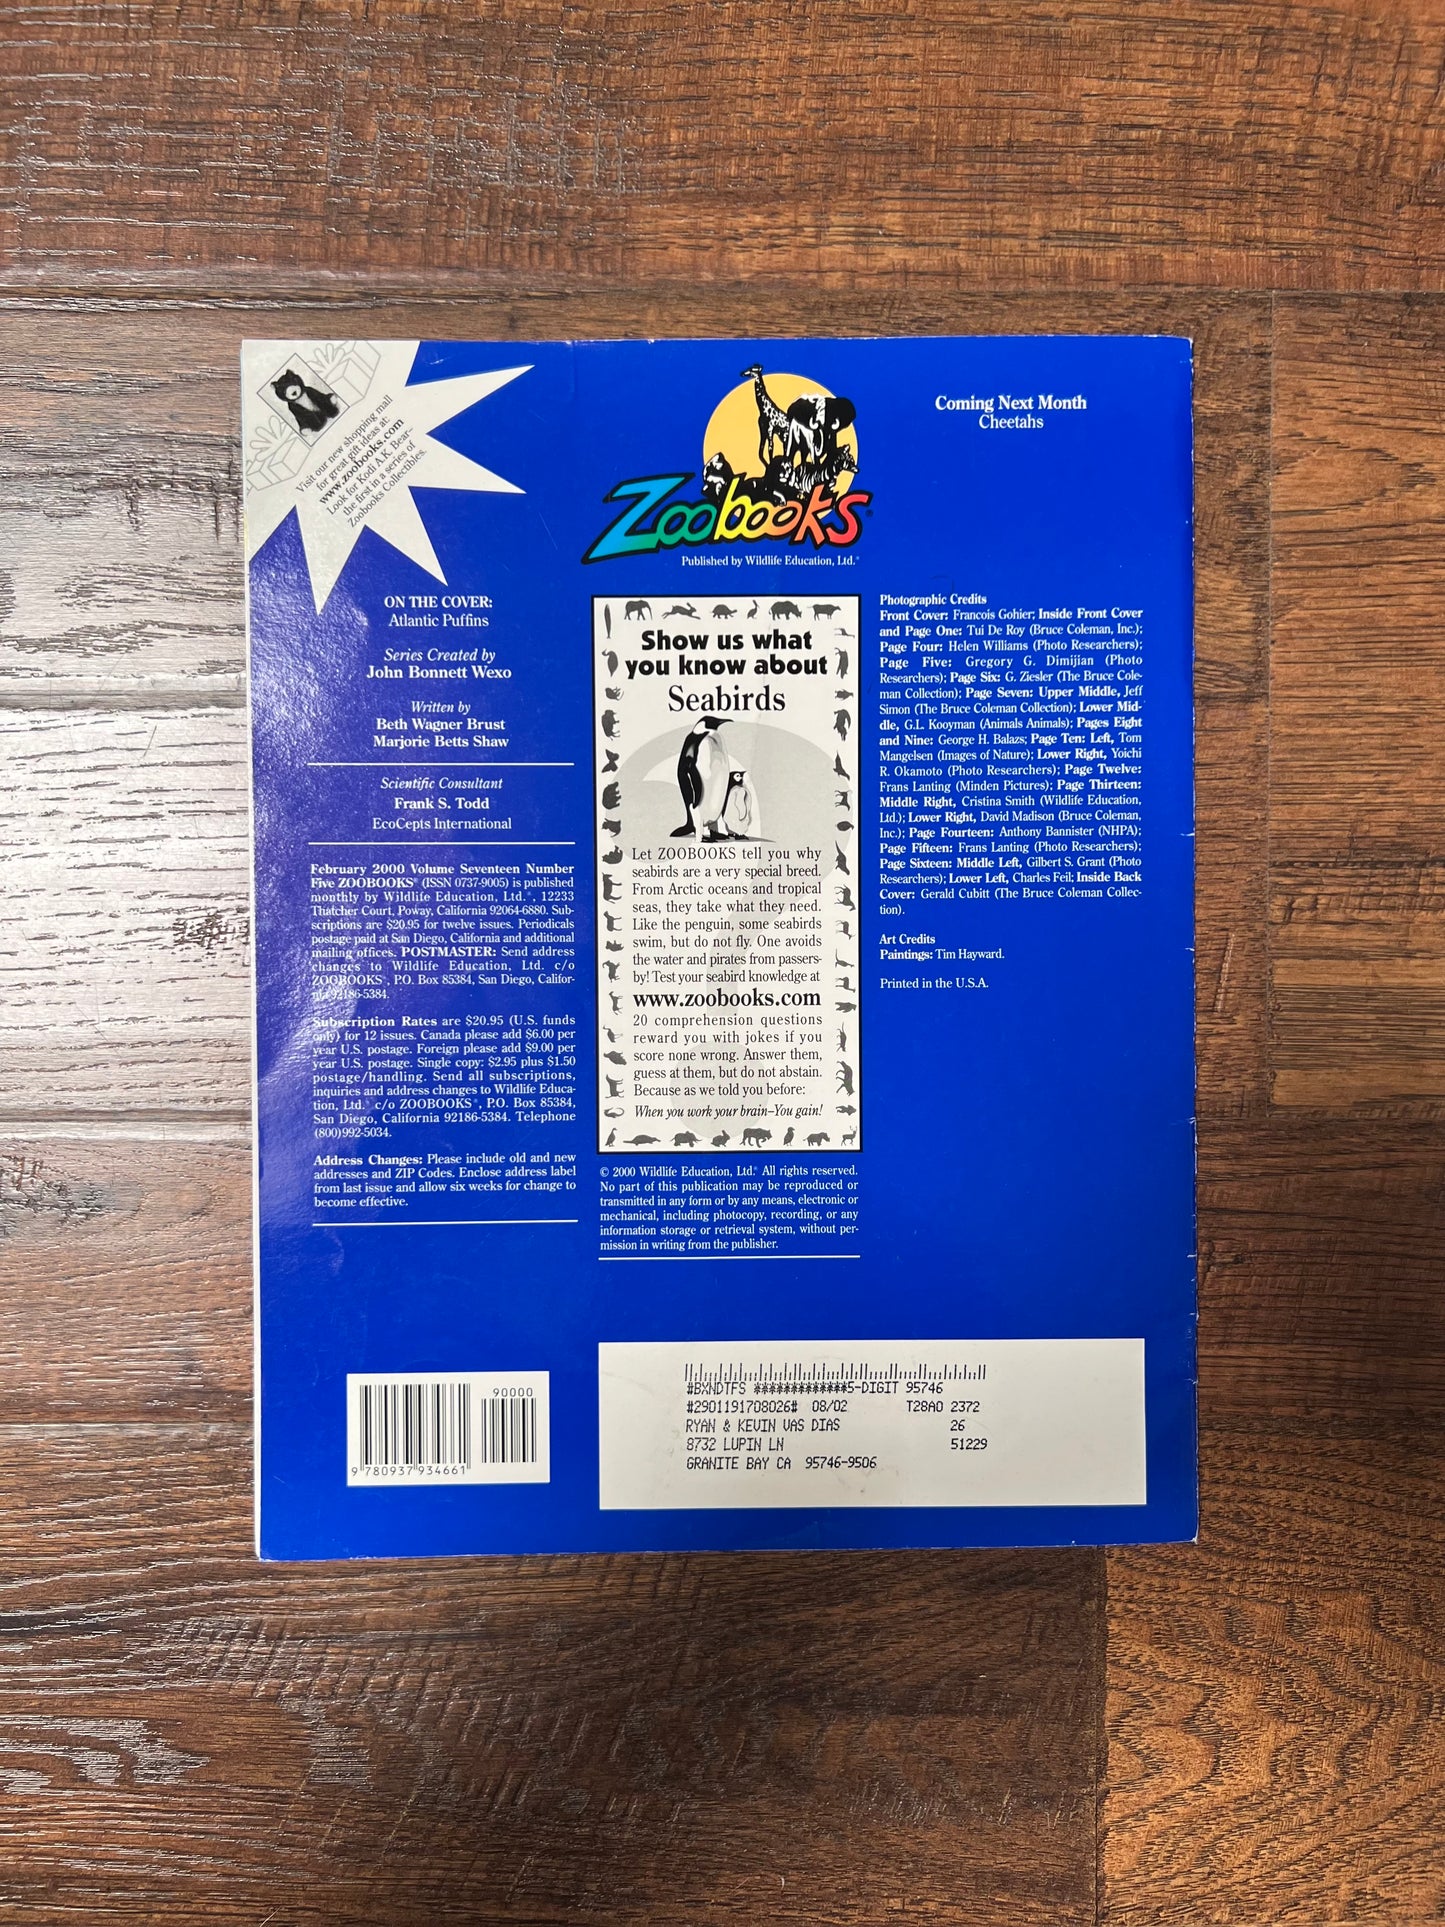 Visit our new shopping mall
for great gift ideas at:
www.zoobooks.com
Look for Kodi A.K. Bear–
the first in a series of
Zoobooks Collectibles.
ZooBooks®
Published by Wildlife Education, Ltd.®
Coming Next Month
Cheetahs
ON THE COVER:
Atlantic Puffins
Series Created by
John Bonnett Wexo
Written by
Beth Wagner Brust
Marjorie Betts Shaw
Scientific Consultant
Frank S. Todd
EcoCepts International
February 2000 Volume Seventeen Number
Five ZOOBOOKS® (ISSN 0737-9005) is published
monthly by Wildlife Education, Ltd.®, 12233
Thatcher Court, Poway, California 92064-6880. Sub-
scriptions are $20.95 for twelve issues. Periodicals
postage paid at San Diego, California and additional
mailing offices. POSTMASTER: Send address
changes to Wildlife Education, Ltd. c/o
ZOOBOOKS®, P.O. Box 85384, San Diego, Califor-
nia 92186-5384.
Subscription Rates are $20.95 (U.S. funds
only) for 12 issues. Canada please add $6.00 per
year U.S. postage. Foreign please add $9.00 per
year U.S. postage. Single copy: $2.95 plus $1.50
postage/handling. Send all subscriptions,
inquiries and address changes to Wildlife Educa-
tion, Ltd.® c/o ZOOBOOKS®, P.O. Box 85384,
San Diego, California 92186-5384. Telephone
(800)992-5034.
Address Changes: Please include old and new
addresses and ZIP Codes. Enclose address label
from last issue and allow six weeks for change to
become effective.
Show us what
you know about
Seabirds
Let ZOOBOOKS tell you why
seabirds are a very special breed.
From Arctic oceans and tropical
seas, they take what they need.
Like the penguin, some seabirds
swim, but do not fly. One avoids
the water and pirates from passers-
by! Test your seabird knowledge at
www.zoobooks.com
20 comprehension questions
reward you with jokes if you
score none wrong. Answer them,
guess at them, but do not abstain.
Because as we told you before:
When you work your brain–You gain!
© 2000 Wildlife Education, Ltd.® All rights reserved.
No part of this publication may be reproduced or
transmitted in any form or by any means, electronic or
mechanical, including photocopy, recording, or any
information storage or retrieval system, without per-
mission in writing from the publisher.
Photographic Credits
Front Cover: Francois Gohier; Inside Front Cover
and Page One: Tui De Roy (Bruce Coleman, Inc.);
Page Four: Helen Williams (Photo Researchers);
Page Five: Gregory G. Dimijian (Photo
Researchers); Page Six: G. Ziesler (The Bruce Cole-
man Collection); Page Seven: Upper Middle, Jeff
Simon (The Bruce Coleman Collection); Lower Mid-
dle, G.L. Kooyman (Animals Animals); Pages Eight
and Nine: George H. Balazs; Page Ten: Left, Tom
Mangelsen (Images of Nature); Lower Right, Yoichi
R. Okamoto (Photo Researchers); Page Twelve:
Frans Lanting (Minden Pictures); Page Thirteen:
Middle Right, Cristina Smith (Wildlife Education,
Ltd.); Lower Right, David Madison (Bruce Coleman,
Inc.); Page Fourteen: Anthony Bannister (NHPA);
Page Fifteen: Frans Lanting (Photo Researchers);
Page Sixteen: Middle Left, Gilbert S. Grant (Photo
Researchers); Lower Left, Charles Feil; Inside Back
Cover: Gerald Cubitt (The Bruce Coleman Collec-
tion).
Art Credits
Paintings: Tim Hayward.
Printed in the U.S.A.
90000
9 780937 934661
#BXNDTFS *************5-DIGIT 95746
#2901191708026# 08/02 T28A0 2372
RYAN & KEVIN VAS DIAS 26
8732 LUPIN LN 51229
GRANITE BAY CA 95746-9506